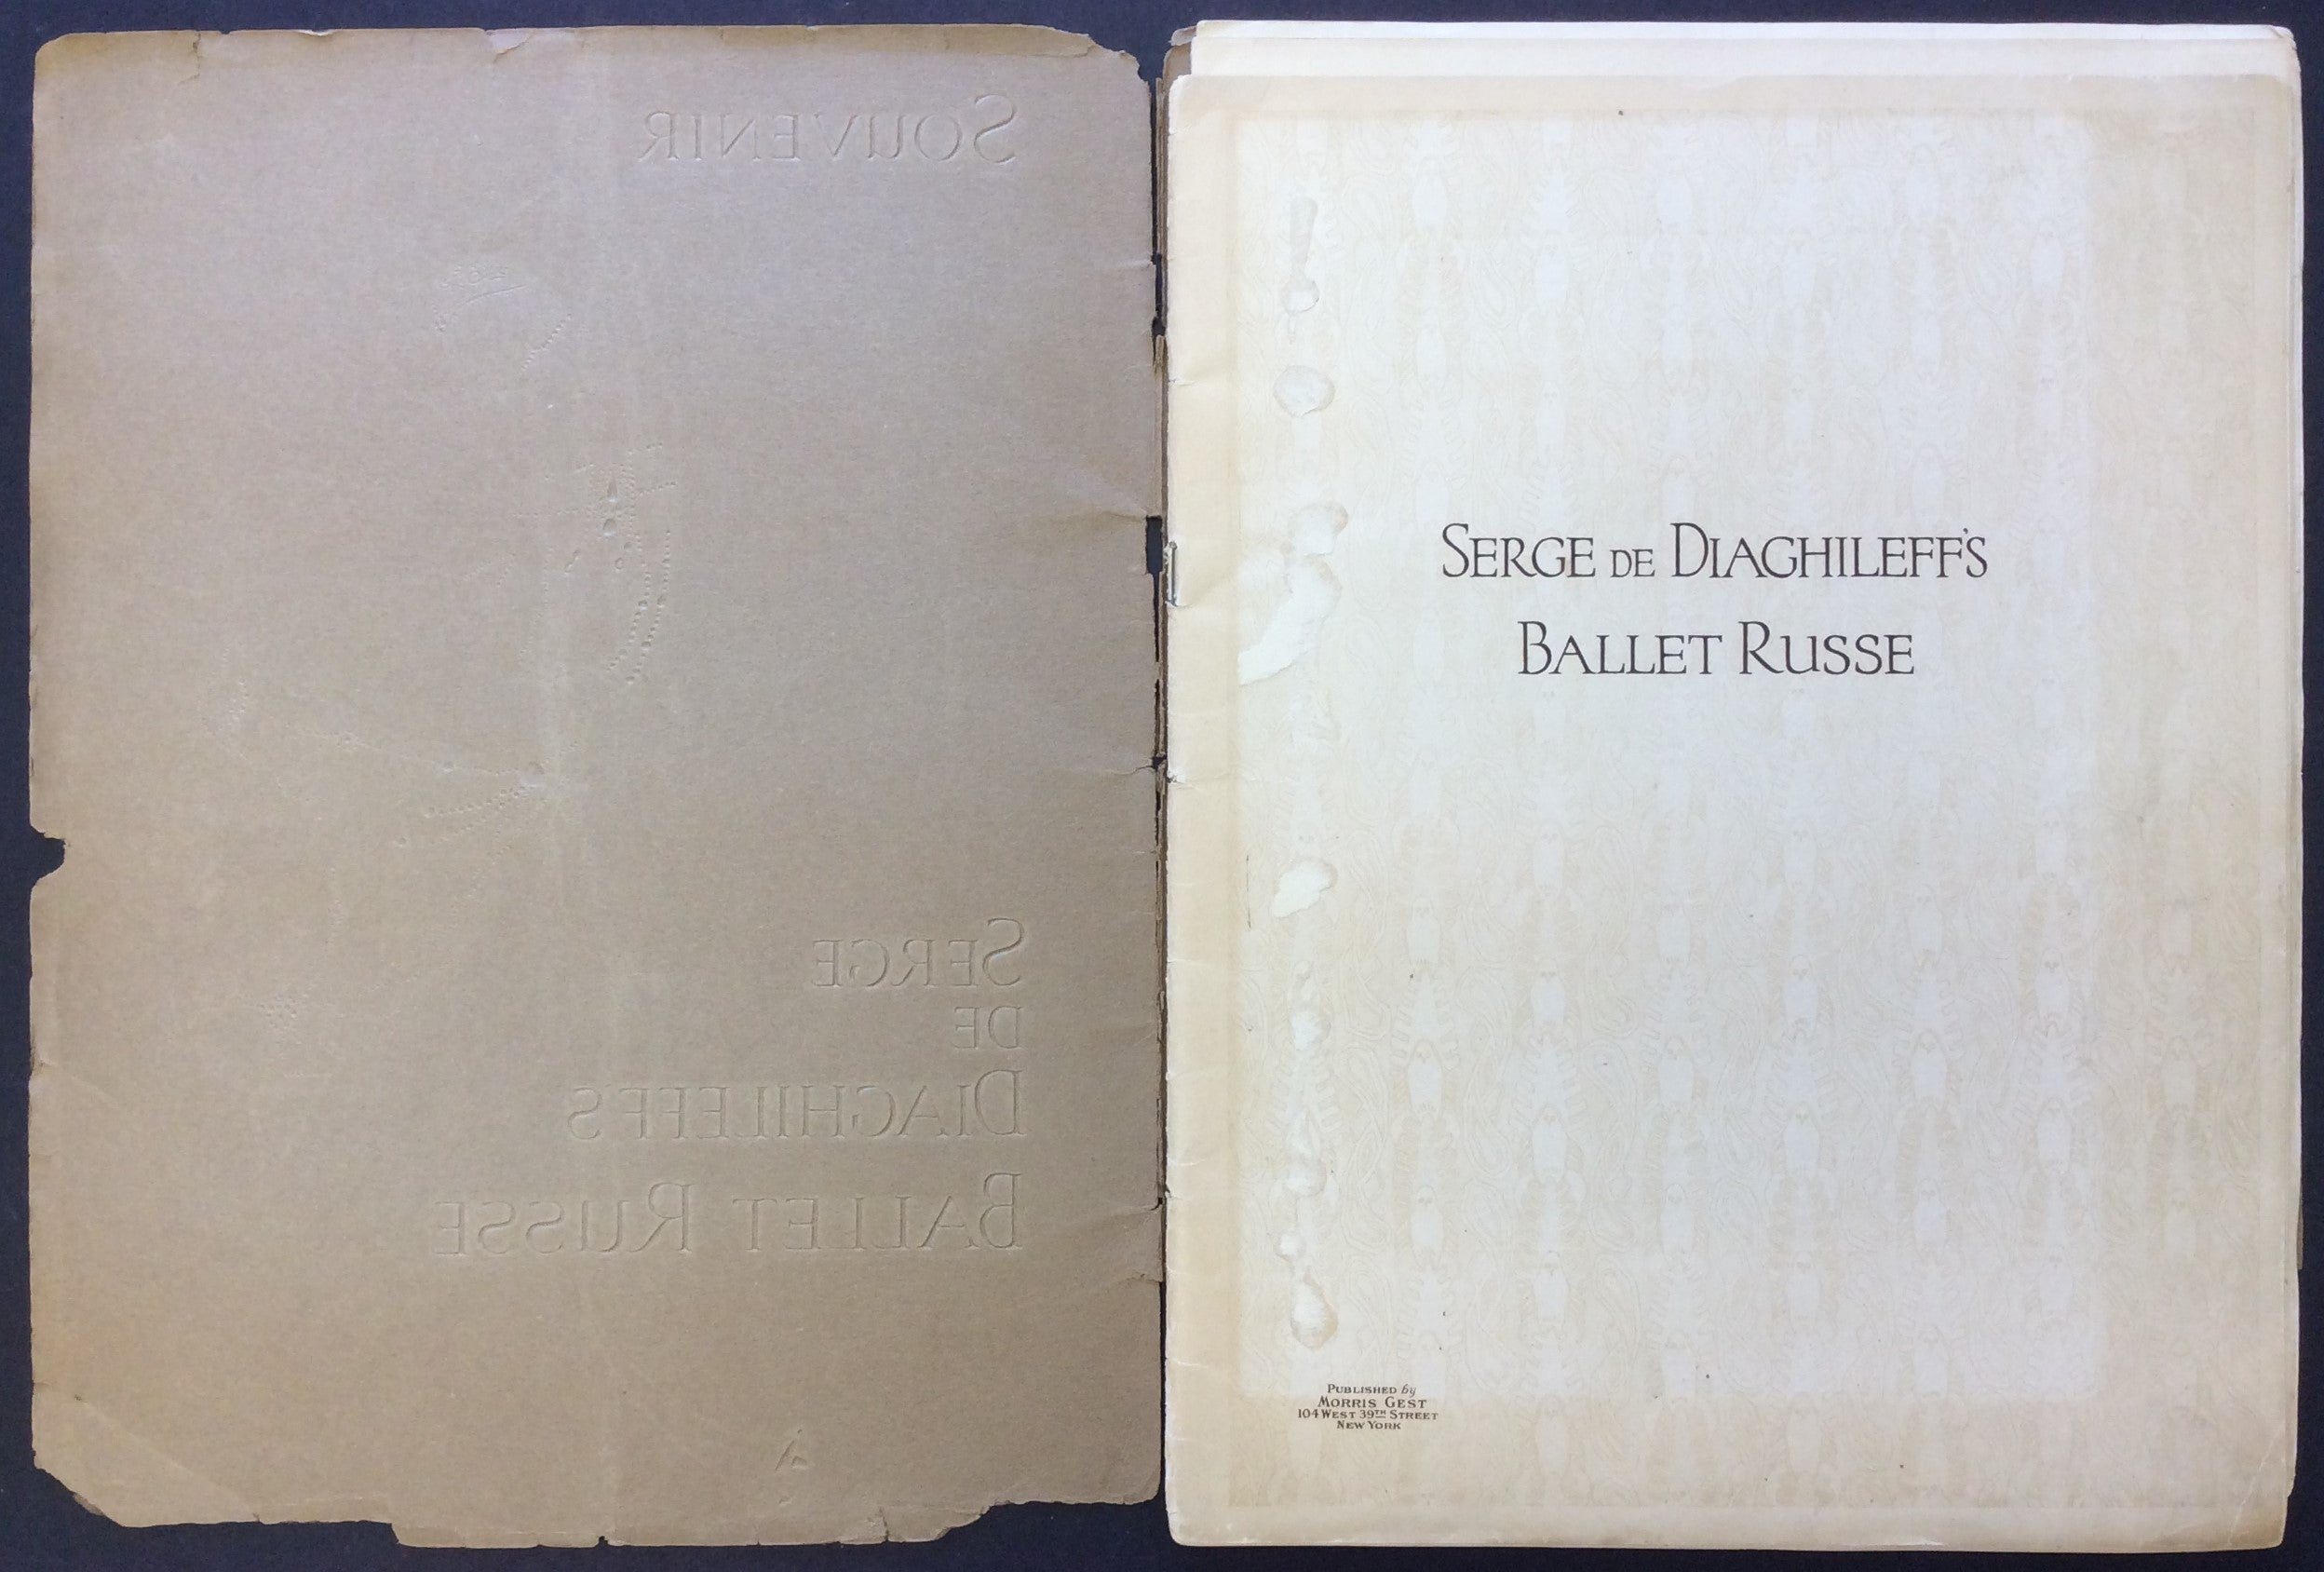 SOUVENIR
SERGE
DE
DIAGHILEFF'S
BALLET RUSSE
SERGE DE DIAGHILEFF'S
BALLET RUSSE
PUBLISHED by
MORRIS GEST
104 WEST 39TH STREET
NEW YORK